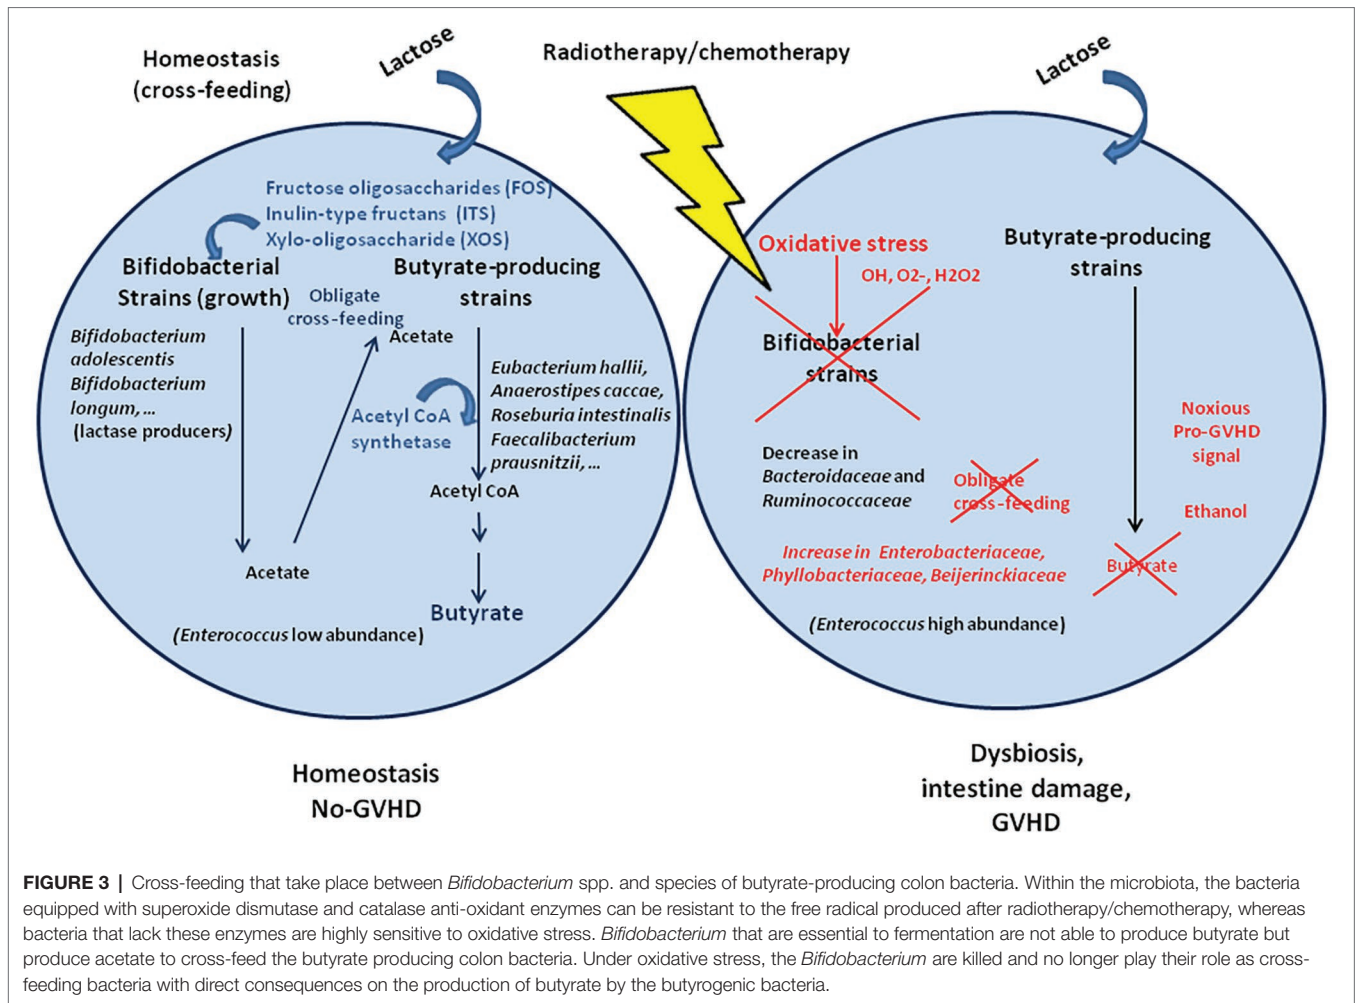 Homeostasis
(cross-feeding)
Lactose
Radiotherapy/chemotherapy
Lactose
Fructose oligosaccharides (FOS)
Inulin-type fructans (ITS)
Xylo-oligosaccharide (XOS)
Bifidobacterial
Strains (growth)
Butyrate-producing
strains
Obligate
cross-feeding
Acetate
Bifidobacterium
adolescentis
Bifidobacterium
longum, ...
(lactase producers)
Acetyl CoA
synthetase
Eubacterium hallii,
Anaerostipes caccae,
Roseburia intestinalis
Faecalibacterium
prausnitzii, ...
Acetyl CoA
Acetate
Butyrate
(Enterococcus low abundance)
Homeostasis
No-GVHD
Oxidative stress
OH, O2-, H2O2
Bifidobacterial
strains
Butyrate-producing
strains
Noxious
Pro-GVHD
signal
Decrease in
Bacteroidaceae and
Ruminococcaceae
Obligate
cross-feeding
Ethanol
Increase in Enterobacteriaceae,
Phyllobacteriaceae, Beijerinckiaceae
Butyrate
(Enterococcus high abundance)
Dysbiosis,
intestine damage,
GVHD
FIGURE 3 | Cross-feeding that take place between Bifidobacterium spp. and species of butyrate-producing colon bacteria. Within the microbiota, the bacteria
equipped with superoxide dismutase and catalase anti-oxidant enzymes can be resistant to the free radical produced after radiotherapy/chemotherapy, whereas
bacteria that lack these enzymes are highly sensitive to oxidative stress. Bifidobacterium that are essential to fermentation are not able to produce butyrate but
produce acetate to cross-feed the butyrate producing colon bacteria. Under oxidative stress, the Bifidobacterium are killed and no longer play their role as cross-
feeding bacteria with direct consequences on the production of butyrate by the butyrogenic bacteria.